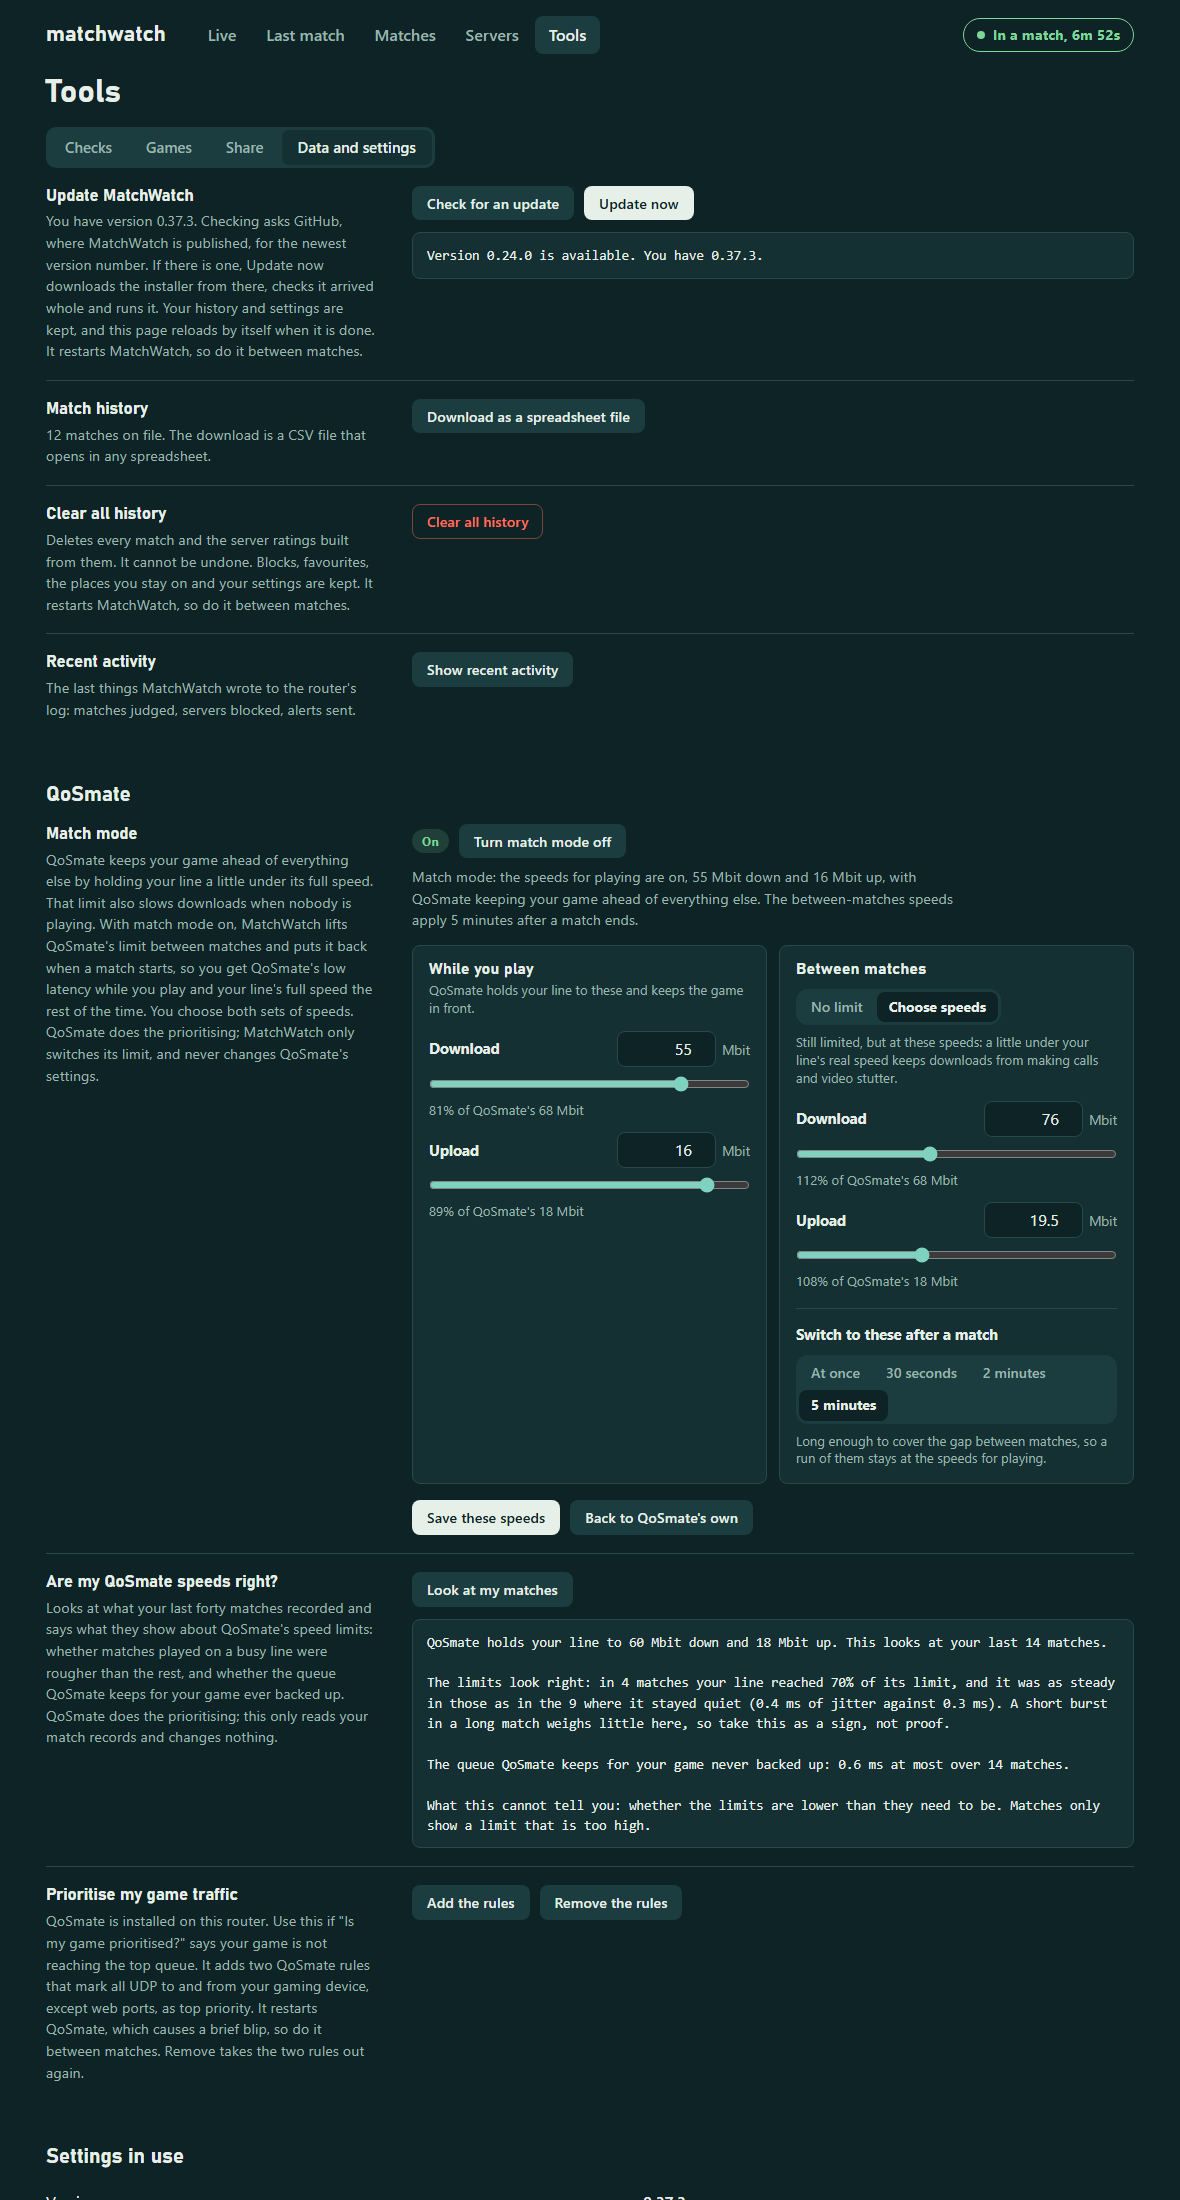 matchwatch
Live
Last match
Matches
Servers
Tools
In a match, 6m 52s
Tools
Checks
Games
Share
Data and settings
Update MatchWatch
You have version 0.37.3. Checking asks GitHub,
where MatchWatch is published, for the newest
version number. If there is one, Update now
downloads the installer from there, checks it arrived
whole and runs it. Your history and settings are
kept, and this page reloads by itself when it is done.
It restarts MatchWatch, so do it between matches.
Check for an update
Update now
Version 0.24.0 is available. You have 0.37.3.
Match history
12 matches on file. The download is a CSV file that
opens in any spreadsheet.
Download as a spreadsheet file
Clear all history
Deletes every match and the server ratings built
from them. It cannot be undone. Blocks, favourites,
the places you stay on and your settings are kept. It
restarts MatchWatch, so do it between matches.
Clear all history
Recent activity
The last things MatchWatch wrote to the router's
log: matches judged, servers blocked, alerts sent.
Show recent activity
QoSmate
Match mode
QoSmate keeps your game ahead of everything
else by holding your line a little under its full speed.
That limit also slows downloads when nobody is
playing. With match mode on, MatchWatch lifts
QoSmate's limit between matches and puts it back
when a match starts, so you get QoSmate's low
latency while you play and your line's full speed the
rest of the time. You choose both sets of speeds.
QoSmate does the prioritising; MatchWatch only
switches its limit, and never changes QoSmate's
settings.
On
Turn match mode off
Match mode: the speeds for playing are on, 55 Mbit down and 16 Mbit up, with
QoSmate keeping your game ahead of everything else. The between-matches speeds
apply 5 minutes after a match ends.
While you play
QoSmate holds your line to these and keeps the game
in front.
Download
55
Mbit
81% of QoSmate's 68 Mbit
Upload
16
Mbit
89% of QoSmate's 18 Mbit
Between matches
No limit
Choose speeds
Still limited, but at these speeds: a little under your
line's real speed keeps downloads from making calls
and video stutter.
Download
76
Mbit
112% of QoSmate's 68 Mbit
Upload
19.5
Mbit
108% of QoSmate's 18 Mbit
Switch to these after a match
At once
30 seconds
2 minutes
5 minutes
Long enough to cover the gap between matches, so a
run of them stays at the speeds for playing.
Save these speeds
Back to QoSmate's own
Are my QoSmate speeds right?
Looks at what your last forty matches recorded and
says what they show about QoSmate's speed limits:
whether matches played on a busy line were
rougher than the rest, and whether the queue
QoSmate keeps for your game ever backed up.
QoSmate does the prioritising; this only reads your
match records and changes nothing.
Look at my matches
QoSmate holds your line to 60 Mbit down and 18 Mbit up. This looks at your last 14 matches.
The limits look right: in 4 matches your line reached 70% of its limit, and it was as steady
in those as in the 9 where it stayed quiet (0.4 ms of jitter against 0.3 ms). A short burst
in a long match weighs little here, so take this as a sign, not proof.
The queue QoSmate keeps for your game never backed up: 0.6 ms at most over 14 matches.
What this cannot tell you: whether the limits are lower than they need to be. Matches only
show a limit that is too high.
Prioritise my game traffic
QoSmate is installed on this router. Use this if "Is
my game prioritised?" says your game is not
reaching the top queue. It adds two QoSmate rules
that mark all UDP to and from your gaming device,
except web ports, as top priority. It restarts
QoSmate, which causes a brief blip, so do it
between matches. Remove takes the two rules out
again.
Add the rules
Remove the rules
Settings in use